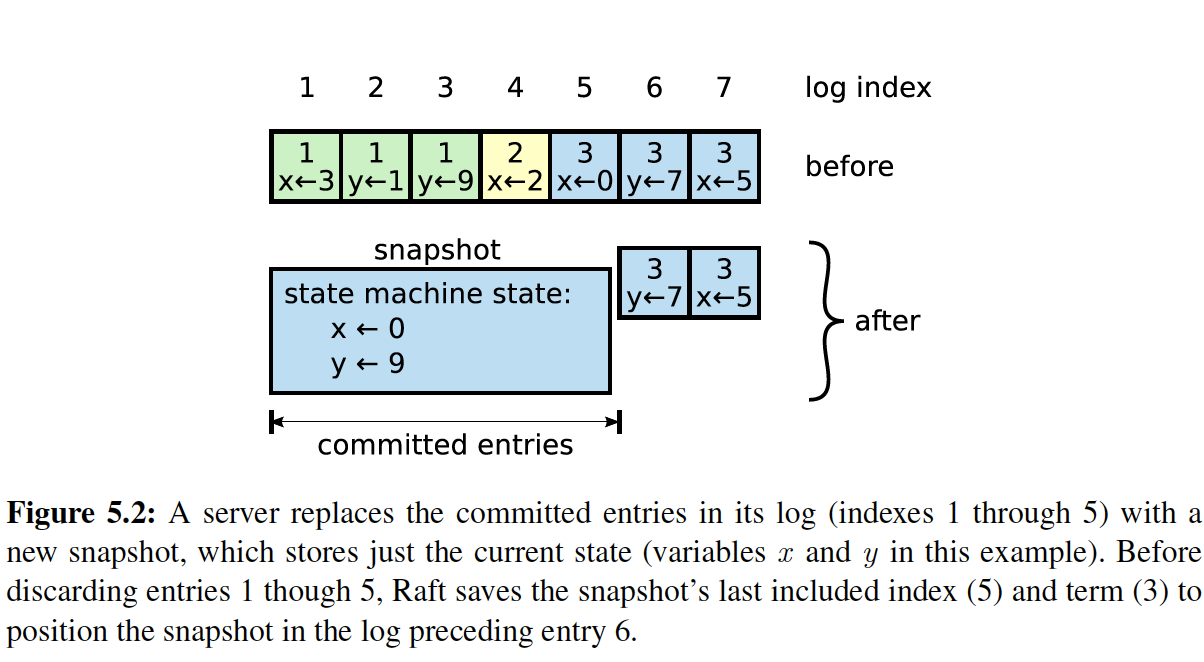 1 2 3 4 5 6 7 log index
1 1 1 2 3 3 3
x←3 y←1 y←9 x←2 x←0 y←7 x←5
before
snapshot
state machine state:
x ← 0
y ← 9
3 3
y←7 x←5
after
committed entries
Figure 5.2: A server replaces the committed entries in its log (indexes 1 through 5) with a
new snapshot, which stores just the current state (variables x and y in this example). Before
discarding entries 1 though 5, Raft saves the snapshot's last included index (5) and term (3) to
position the snapshot in the log preceding entry 6.